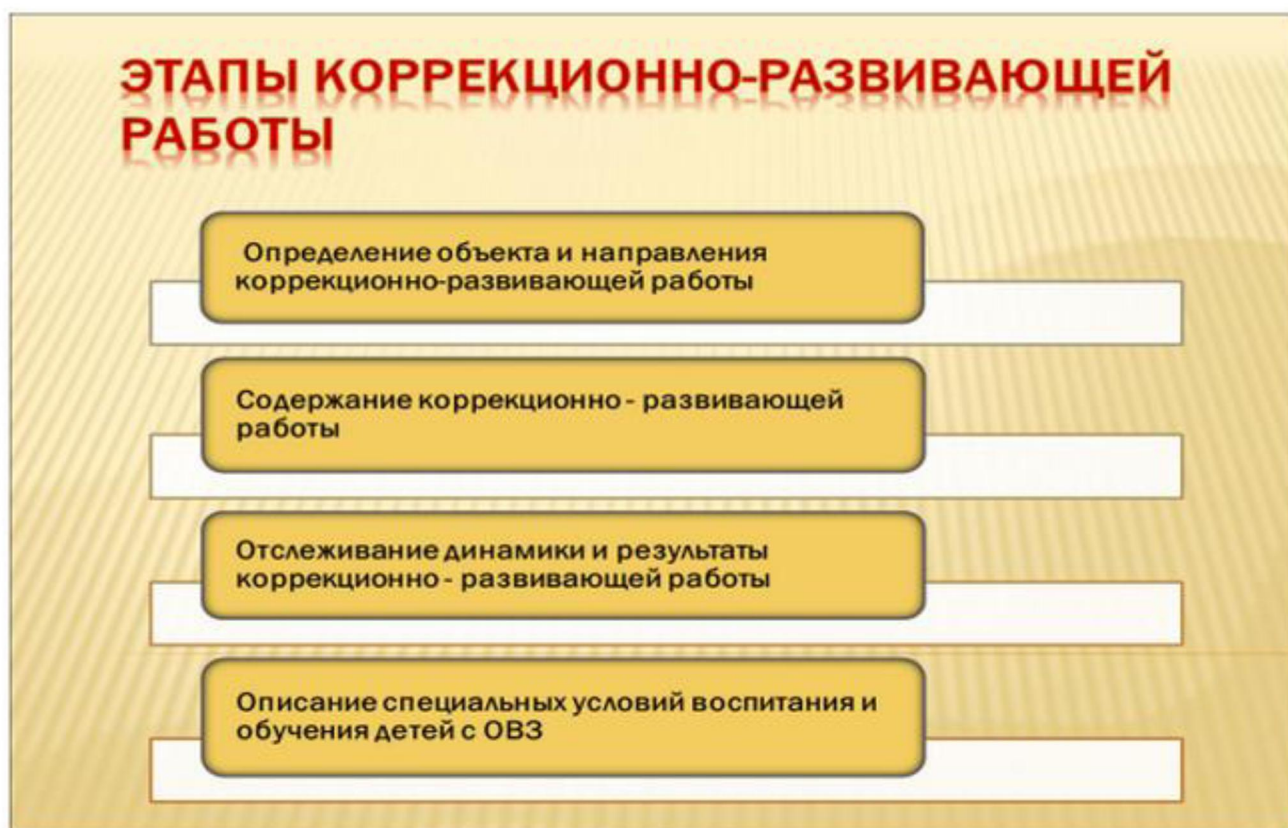 ЭТАПЫ КОРРЕКЦИОННО-РАЗВИВАЮЩЕЙ
РАБОТЫ
Определение объекта и направления
коррекционно-развивающей работы
Содержание коррекционно - развивающей
работы
Отслеживание динамики и результаты
коррекционно - развивающей работы
Описание специальных условий воспитания и
обучения детей с ОВЗ